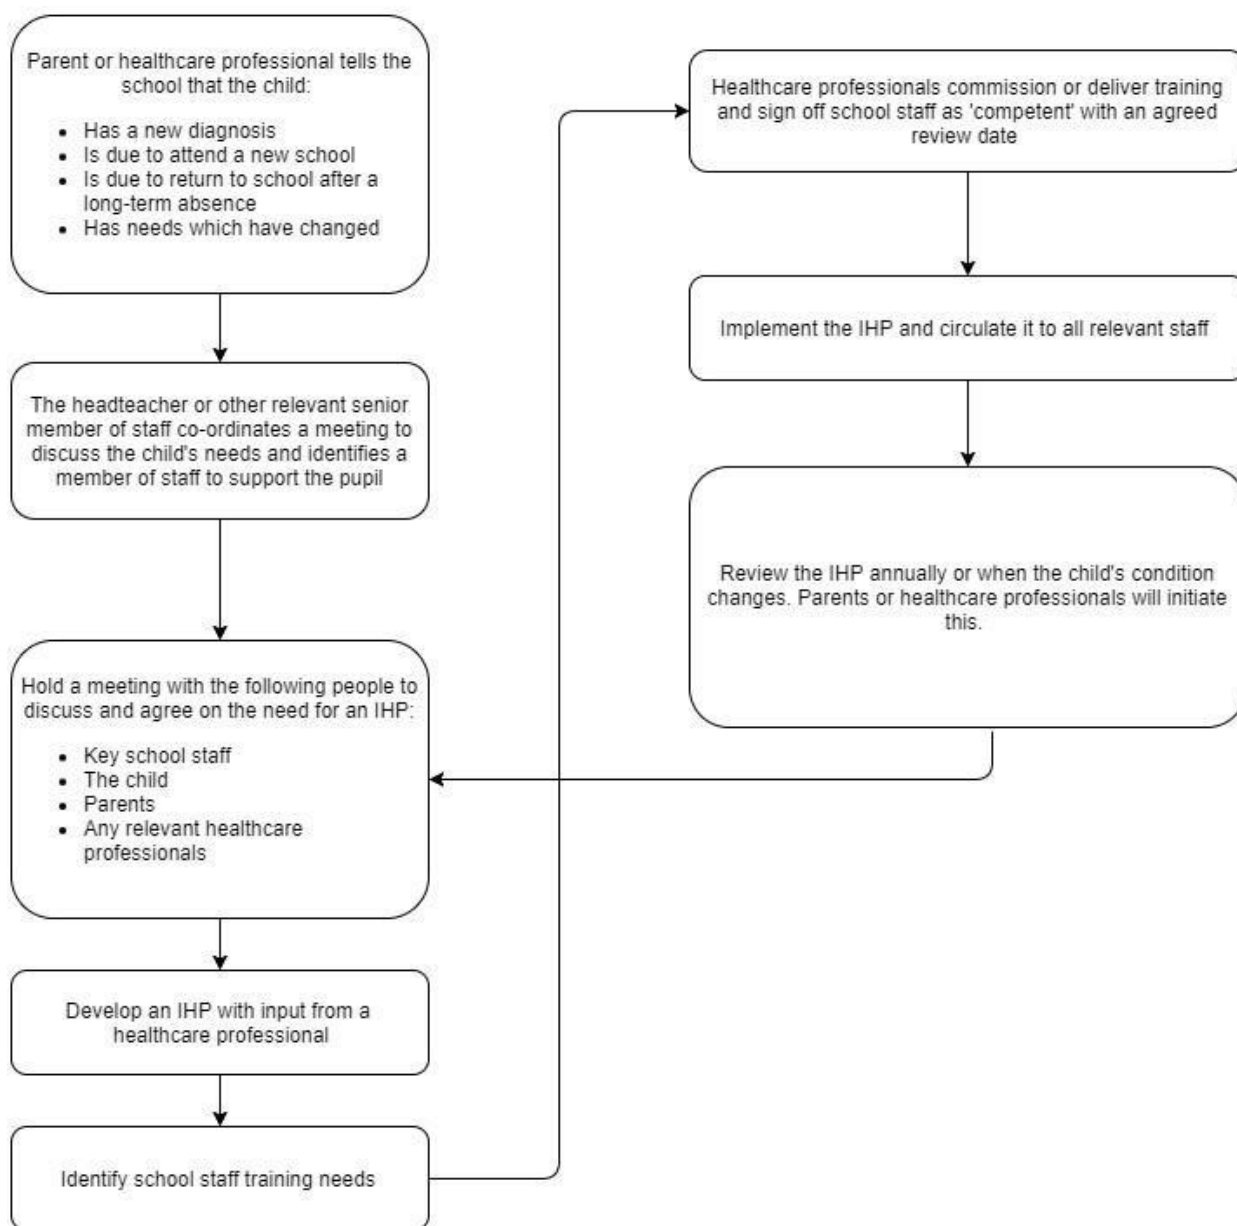 Parent or healthcare professional tells the
school that the child:
• Has a new diagnosis
• Is due to attend a new school
• Is due to return to school after a
long-term absence
• Has needs which have changed
The headteacher or other relevant senior
member of staff co-ordinates a meeting to
discuss the child's needs and identifies a
member of staff to support the pupil
Hold a meeting with the following people to
discuss and agree on the need for an IHP:
• Key school staff
• The child
• Parents
• Any relevant healthcare
professionals
Develop an IHP with input from a
healthcare professional
Identify school staff training needs
Healthcare professionals commission or deliver training
and sign off school staff as 'competent' with an agreed
review date
Implement the IHP and circulate it to all relevant staff
Review the IHP annually or when the child's condition
changes. Parents or healthcare professionals will initiate
this.